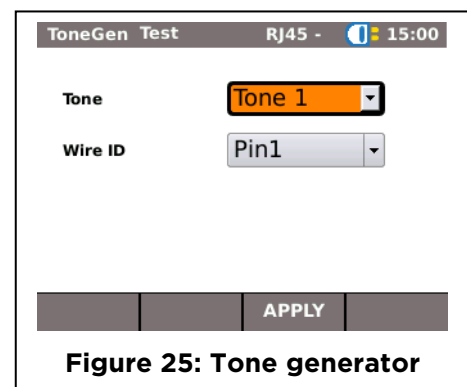 ToneGen Test RJ45 - 15:00
Tone Tone 1
Wire ID Pin1
APPLY
Figure 25: Tone generator